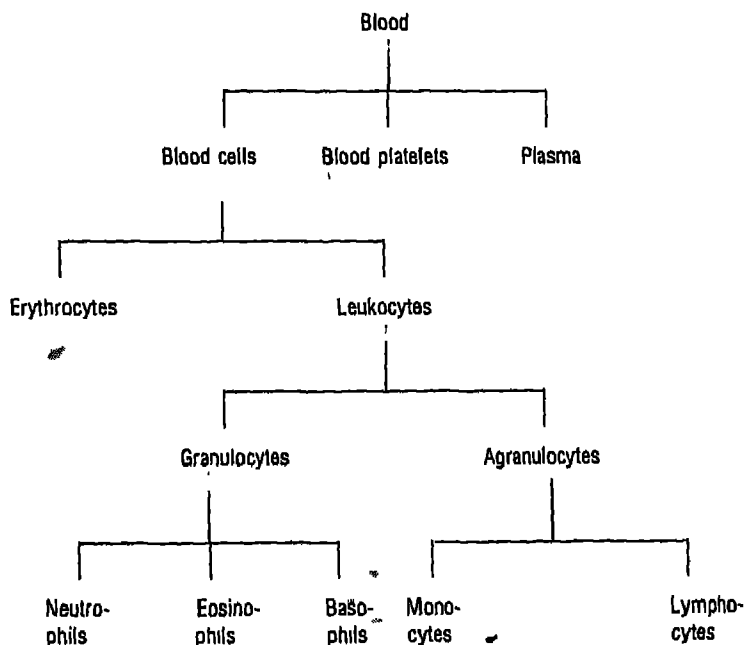 Blood
Blood cells Blood platelets Plasma
Erythrocytes Leukocytes
Granulocytes Agranulocytes
Neutro- Eosino- Baso- Mono- Lympho-
phils phils phils cytes cytes